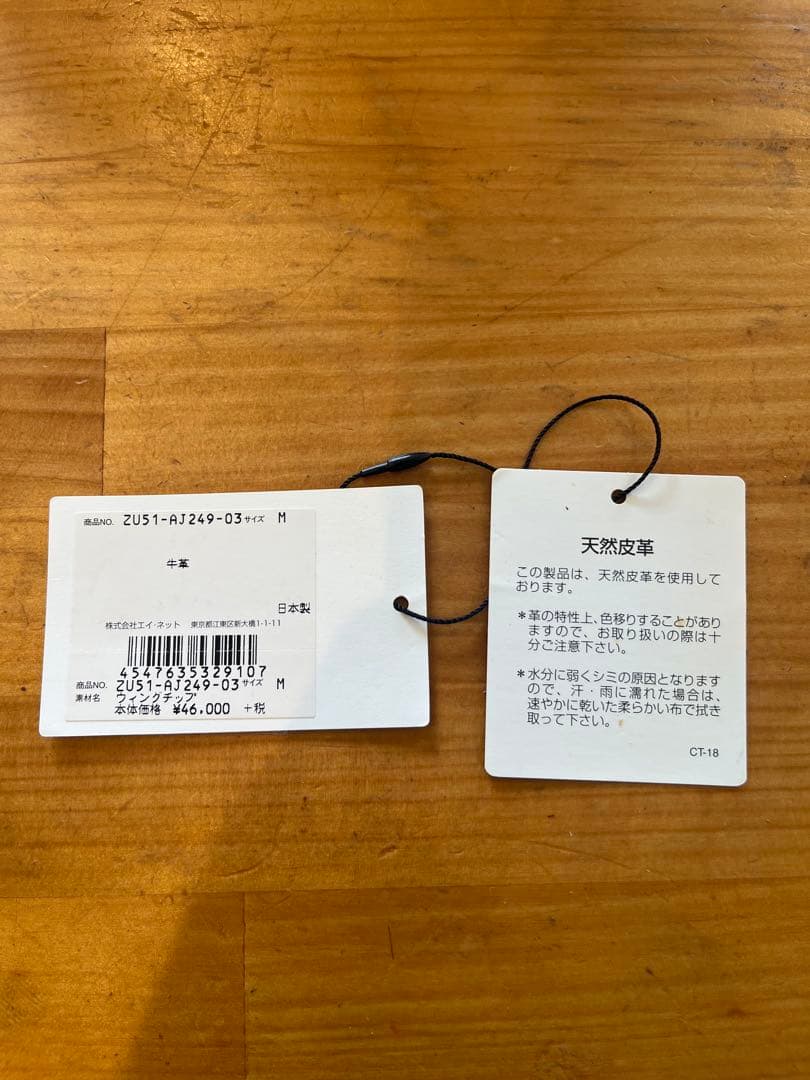 商品NO. ZU51-AJ249-03 サイズ M
牛革
日本製
株式会社エイ・ネット 東京都江東区新大橋1-1-11
4547635329107
商品NO. ZU51-AJ249-03 サイズ M
素材名 ウィンクチップ
本体価格 ¥46,000 +税
天然皮革
この製品は、天然皮革を使用して
おります。
*革の特性上、色移りすることがあり
ますので、お取り扱いの際は十
分ご注意下さい。
*水分に弱くシミの原因となります
ので、汗・雨に濡れた場合は、
速やかに乾いた柔らかい布で拭き
取って下さい。
CT-18